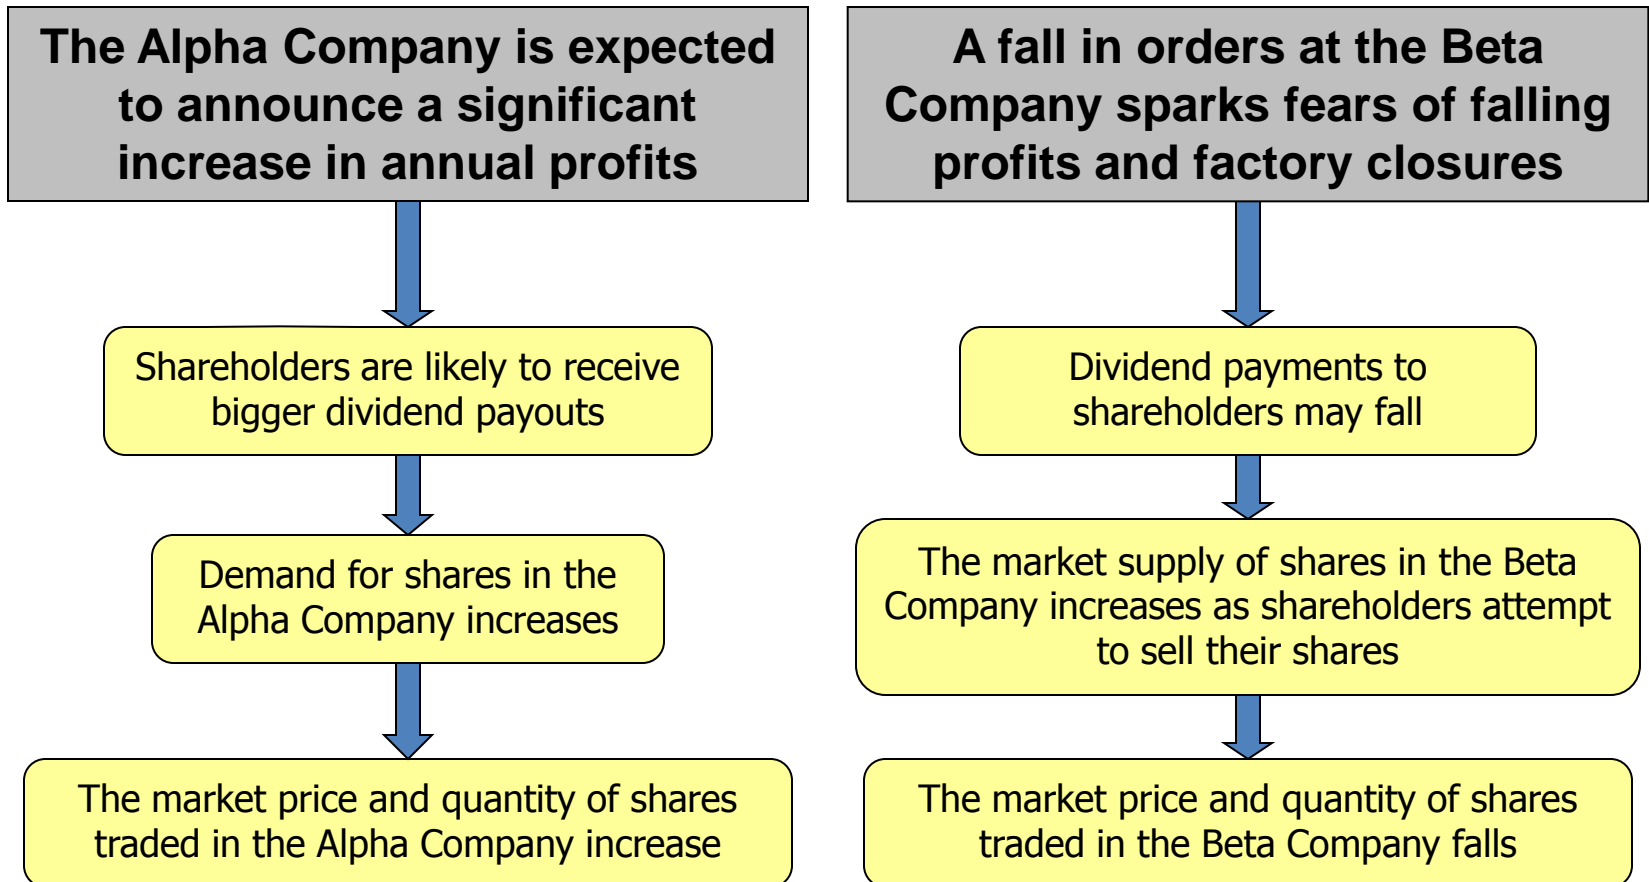 The Alpha Company is expected
to announce a significant
increase in annual profits
Shareholders are likely to receive
bigger dividend payouts
Demand for shares in the
Alpha Company increases
The market price and quantity of shares
traded in the Alpha Company increase
A fall in orders at the Beta
Company sparks fears of falling
profits and factory closures
Dividend payments to
shareholders may fall
The market supply of shares in the Beta
Company increases as shareholders attempt
to sell their shares
The market price and quantity of shares
traded in the Beta Company falls